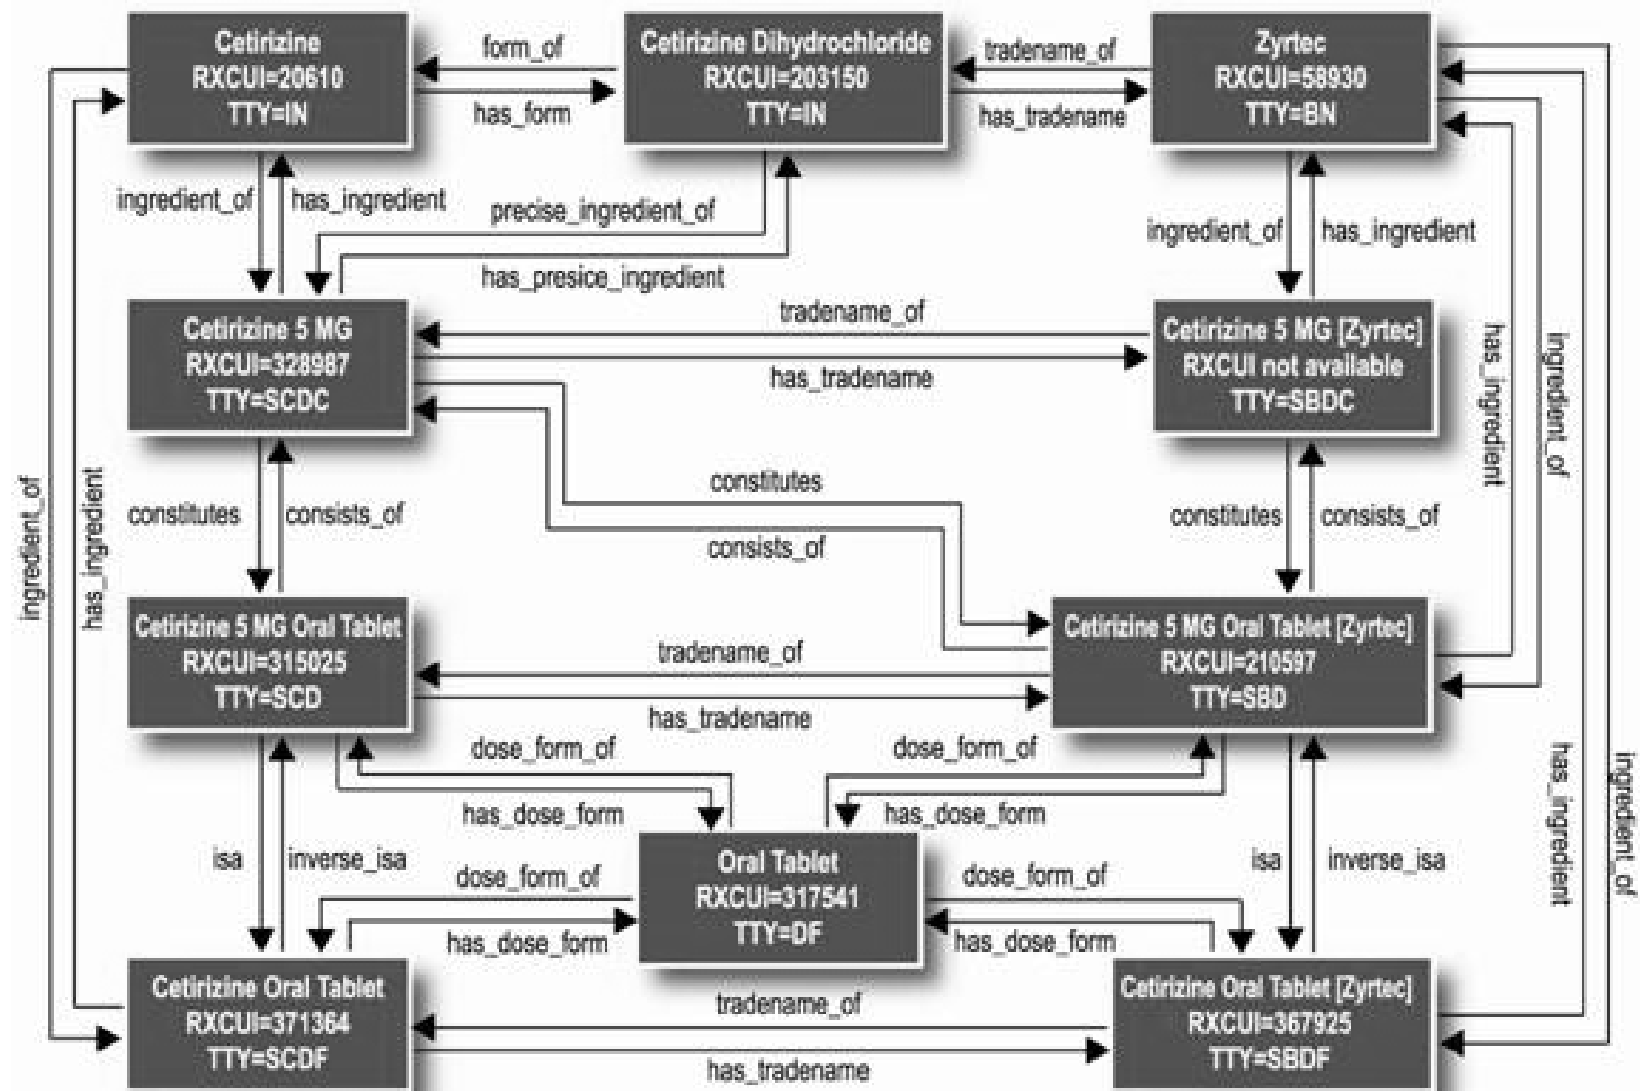 Cetirizine
RXCUI=20610
TTY=IN
form_of
has_form
Cetirizine Dihydrochloride
RXCUI=203150
TTY=IN
tradename_of
has_tradename
Zyrtec
RXCUI=58930
TTY=BN
ingredient_of
has_ingredient
precise_ingredient_of
has_presice_ingredient
ingredient_of
has_ingredient
Cetirizine 5 MG
RXCUI=328987
TTY=SCDC
tradename_of
has_tradename
Cetirizine 5 MG [Zyrtec]
RXCUI not available
TTY=SBDC
has_ingredient
ingredient_of
ingredient_of
has_ingredient
constitutes
consists_of
constitutes
consists_of
constitutes
consists_of
Cetirizine 5 MG Oral Tablet
RXCUI=315025
TTY=SCD
tradename_of
has_tradename
Cetirizine 5 MG Oral Tablet [Zyrtec]
RXCUI=210597
TTY=SBD
dose_form_of
has_dose_form
dose_form_of
has_dose_form
isa
inverse_isa
isa
inverse_isa
has_ingredient
ingredient_of
Oral Tablet
RXCUI=317541
TTY=DF
dose_form_of
has_dose_form
dose_form_of
has_dose_form
Cetirizine Oral Tablet
RXCUI=371364
TTY=SCDF
tradename_of
has_tradename
Cetirizine Oral Tablet [Zyrtec]
RXCUI=367925
TTY=SBDF